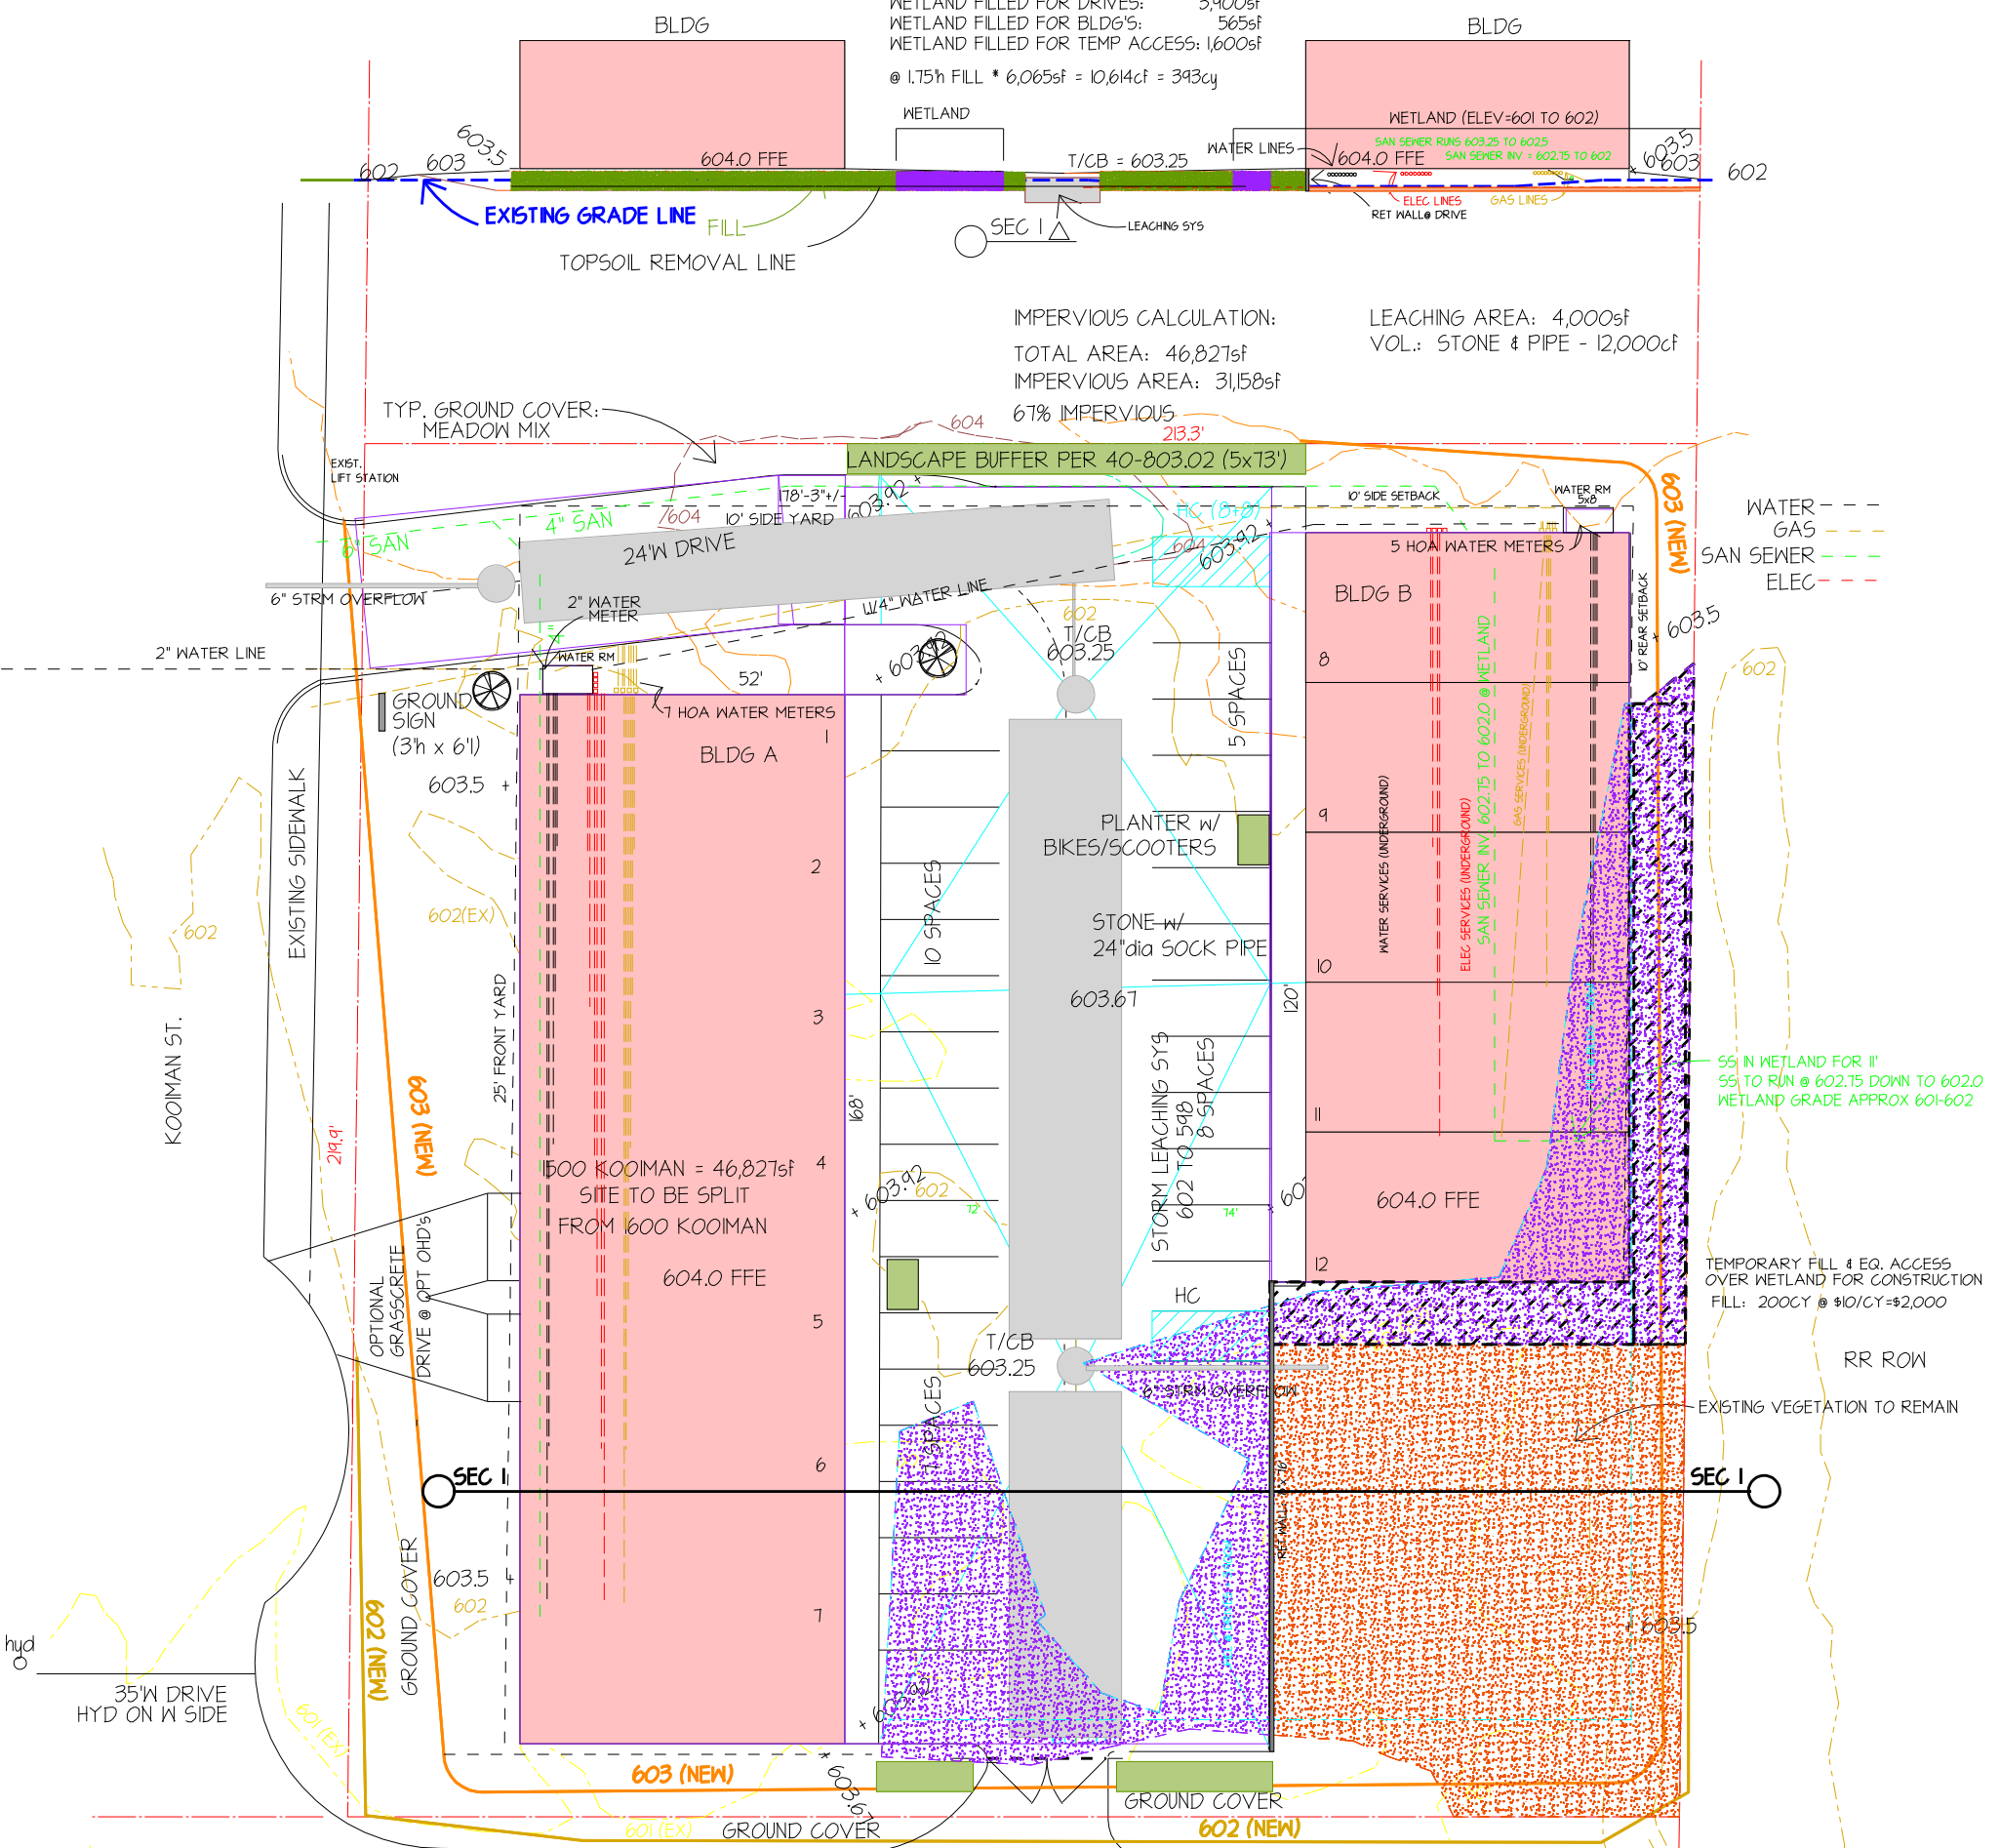 WETLAND FILLED FOR DRIVES: 3,900sf
WETLAND FILLED FOR BLDG'S: 565sf
WETLAND FILLED FOR TEMP ACCESS: 1,600sf
@ 1.75'h FILL * 6,065sf = 10,614cf = 393cy
BLDG
BLDG
WETLAND
WETLAND (ELEV=601 TO 602)
SAN SEWER RUNS 603.25 TO 602.5
SAN SEWER INV = 602.75 TO 602
WATER LINES
602
603
603.5
604.0 FFE
T/CB = 603.25
604.0 FFE
603.5
603
602
EXISTING GRADE LINE
FILL
TOPSOIL REMOVAL LINE
SEC 1
LEACHING SYS
ELEC LINES
GAS LINES
RET WALL@ DRIVE
IMPERVIOUS CALCULATION:
TOTAL AREA: 46,827sf
IMPERVIOUS AREA: 31,158sf
67% IMPERVIOUS
LEACHING AREA: 4,000sf
VOL.: STONE & PIPE - 12,000cf
TYP. GROUND COVER:
MEADOW MIX
604
213.3'
LANDSCAPE BUFFER PER 40-803.02 (5x73')
EXIST.
LIFT STATION
178'-3"+/-
603.92
HC (8+8)
10' SIDE SETBACK
WATER RM
5x8
603 (NEW)
WATER
GAS
SAN SEWER
ELEC
4" SAN
6" SAN
604
10' SIDE YARD
24'W DRIVE
604
603.92
5 HOA WATER METERS
6" STRM OVERFLOW
2" WATER
METER
4" WATER LINE
602
BLDG B
10' REAR SETBACK
603.5
2" WATER LINE
WATER RM
52'
T/CB
603.25
5 SPACES
8
602
GROUND
SIGN
(3'h x 6'l)
7 HOA WATER METERS
BLDG A
1
603.5
EXISTING SIDEWALK
PLANTER w/
BIKES/SCOOTERS
9
WATER SERVICES (UNDERGROUND)
ELEC SERVICES (UNDERGROUND)
SAN SEWER INV: 602.75 TO 602.0 @ WETLAND
GAS SERVICES (UNDERGROUND)
2
602(EX)
602
10 SPACES
STONE w/
24"dia SOCK PIPE
10
603.67
120'
3
25' FRONT YARD
KOOIMAN ST.
603 (NEW)
219.9'
168'
STORM LEACHING SYS
602 TO 598
8 SPACES
11
SS IN WETLAND FOR 11'
SS TO RUN @ 602.75 DOWN TO 602.0
WETLAND GRADE APPROX 601-602
4
1500 KOOIMAN = 46,827sf
SITE TO BE SPLIT
FROM 1600 KOOIMAN
604.0 FFE
603.92
602
72'
74'
604.0 FFE
12
OPTIONAL
GRASSCRETE
DRIVE @ OPT OHD's
HC
TEMPORARY FILL & EQ. ACCESS
OVER WETLAND FOR CONSTRUCTION
FILL: 200CY @ $10/CY=$2,000
5
T/CB
603.25
RR ROW
6" STRM OVERFLOW
7 SPACES
EXISTING VEGETATION TO REMAIN
6
SEC 1
SEC 1
GROUND COVER
603.5
602
7
602 (NEW)
603.5
hyd
35'W DRIVE
HYD ON W SIDE
601 (EX)
603 (NEW)
603.67
GROUND COVER
601 (EX)
GROUND COVER
602 (NEW)